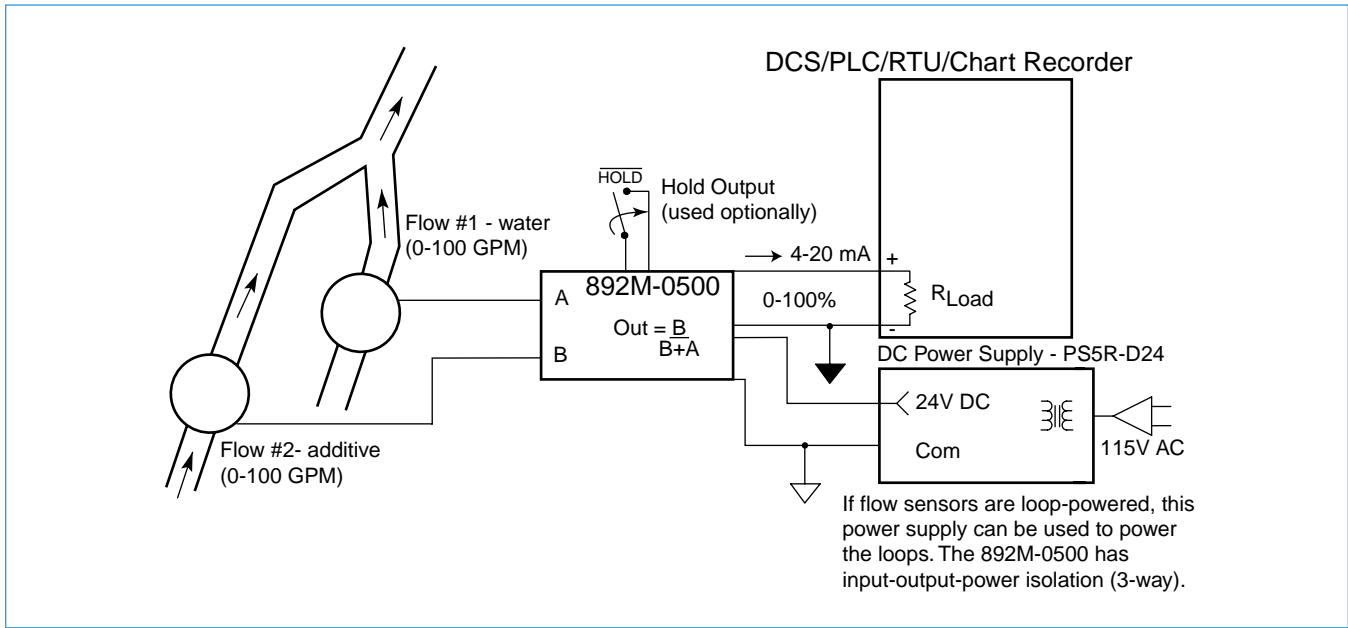 DCS/PLC/RTU/Chart Recorder
HOLD
Hold Output
(used optionally)
Flow #1 - water
(0-100 GPM)
4-20 mA
+
892M-0500
A
0-100%
RLoad
Out = B
B+A
-
B
DC Power Supply - PS5R-D24
24V DC
Com
115V AC
Flow #2- additive
(0-100 GPM)
If flow sensors are loop-powered, this
power supply can be used to power
the loops. The 892M-0500 has
input-output-power isolation (3-way).